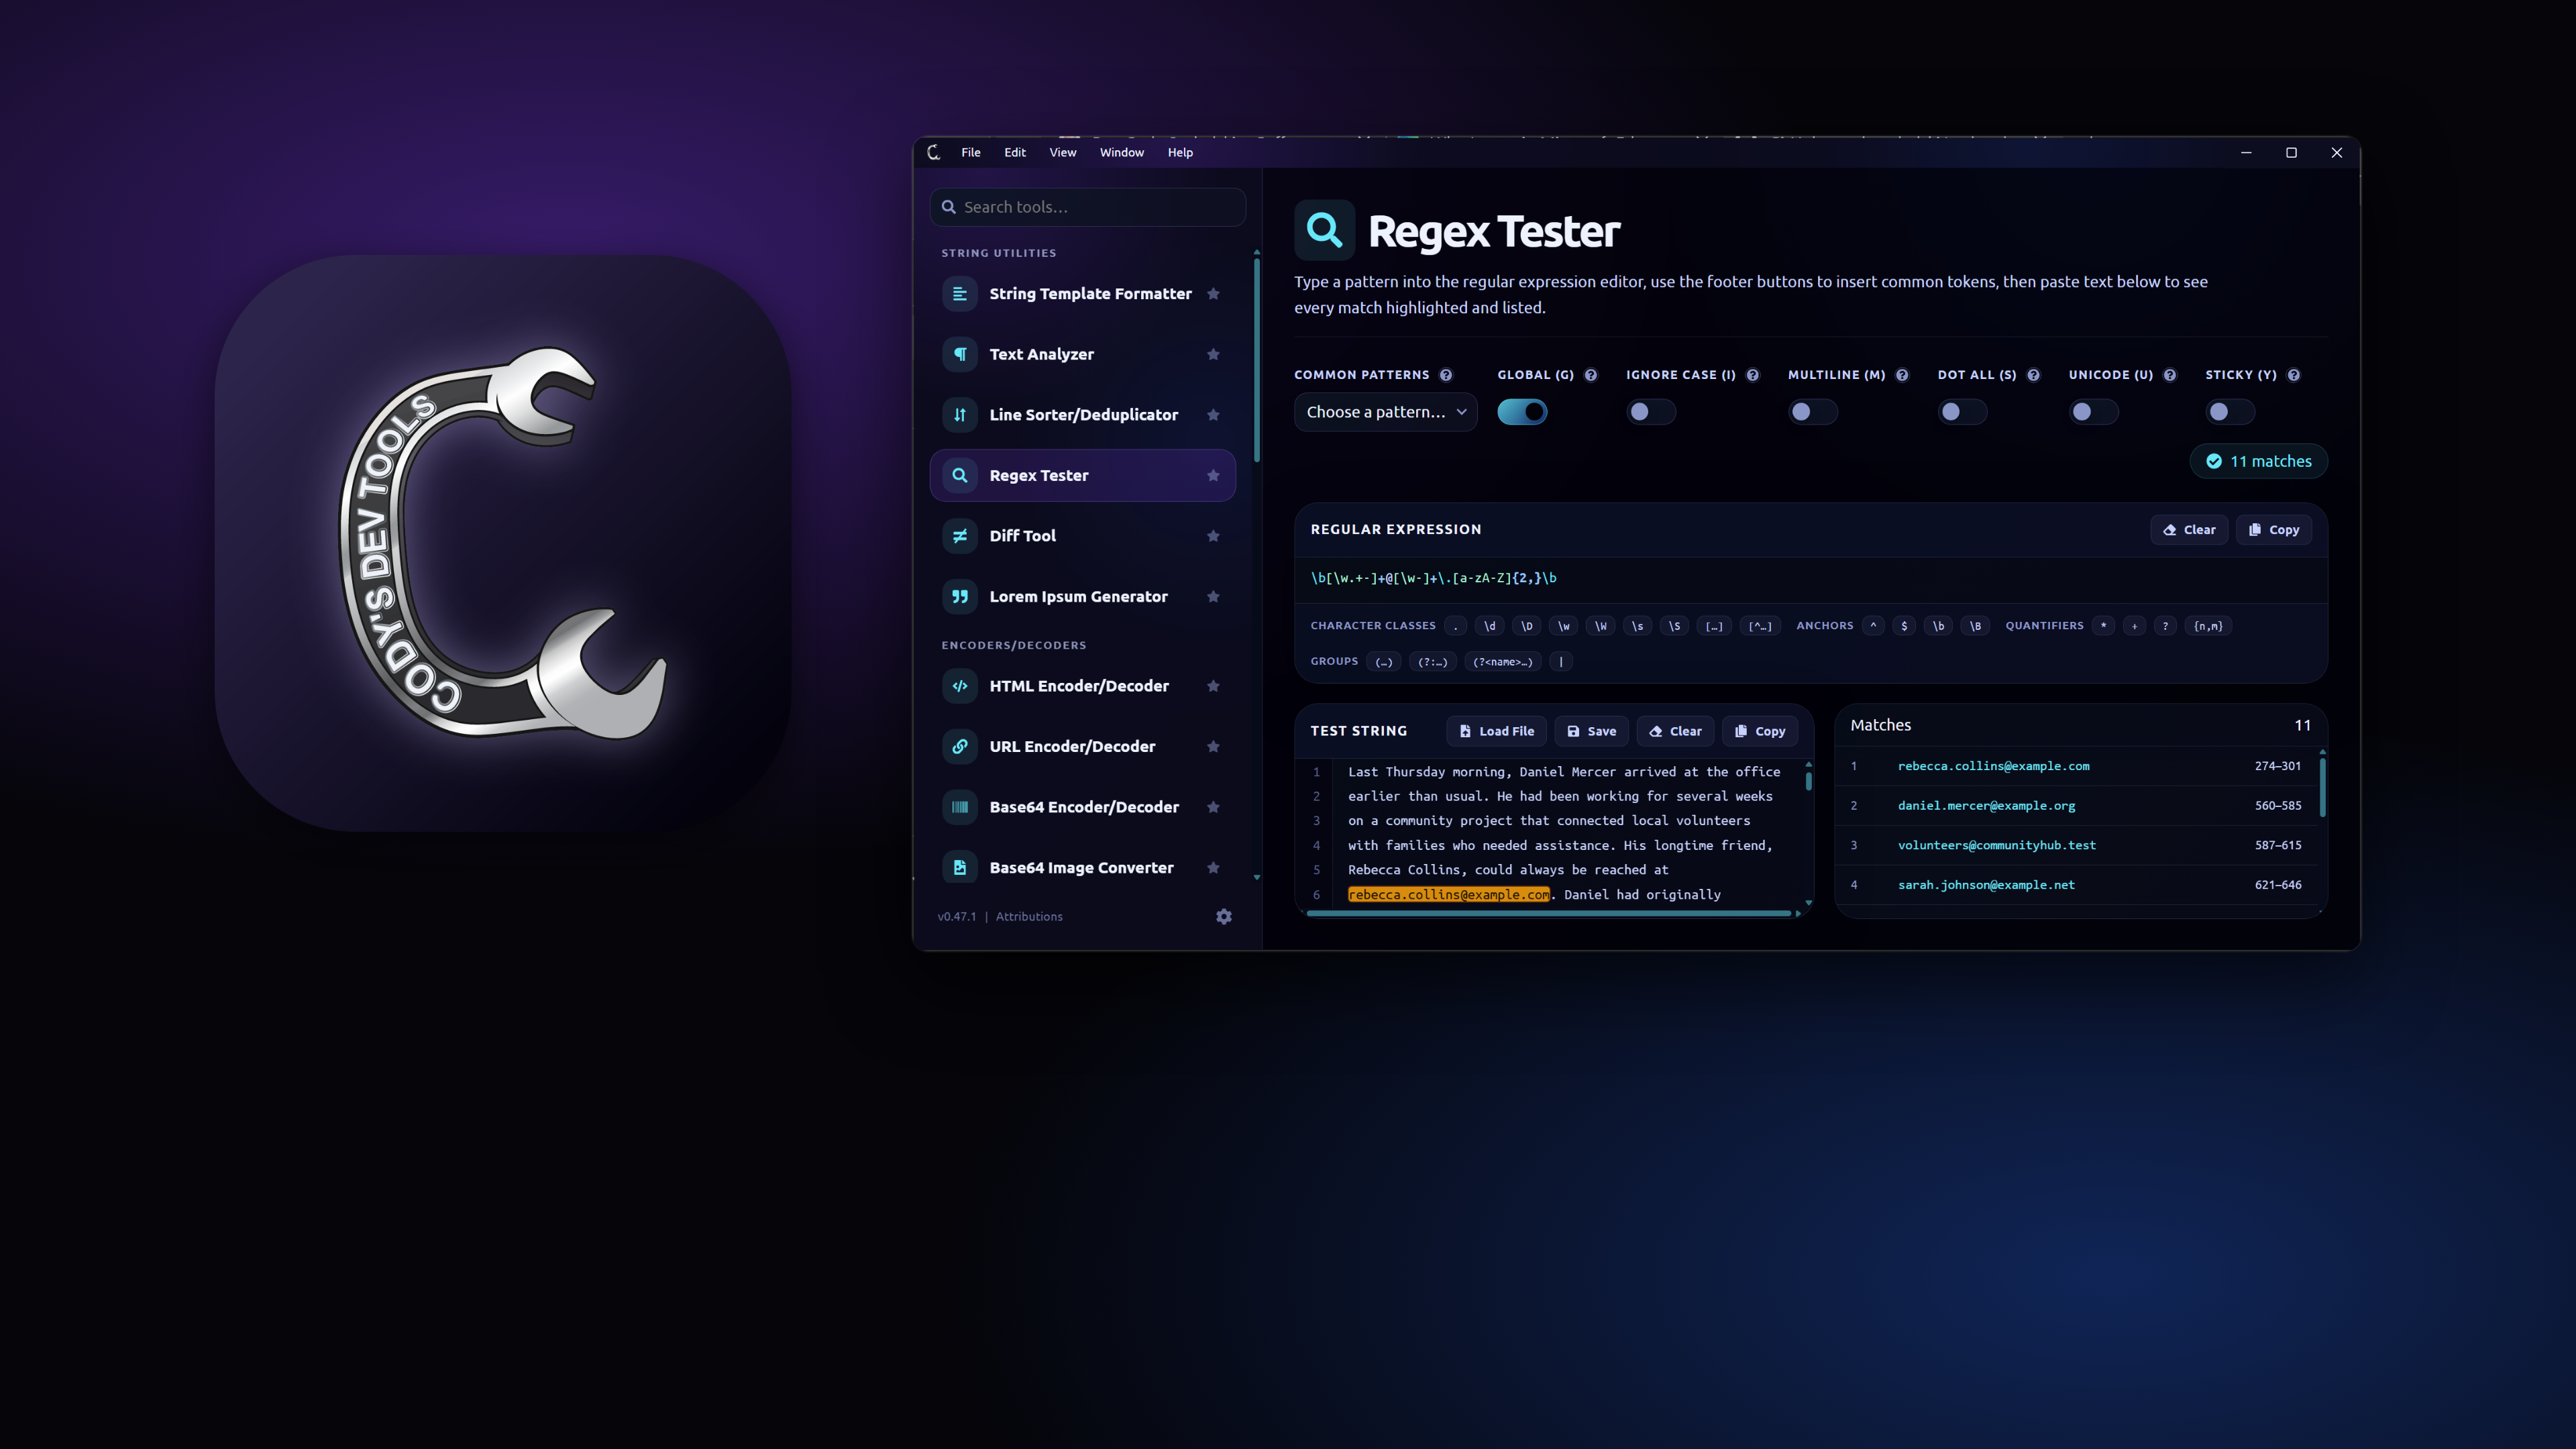 CODY'S DEV TOOLS
File Edit View Window Help
Search tools...
STRING UTILITIES
String Template Formatter
Text Analyzer
Line Sorter/Deduplicator
Regex Tester
Diff Tool
Lorem Ipsum Generator
ENCODERS/DECODERS
HTML Encoder/Decoder
URL Encoder/Decoder
Base64 Encoder/Decoder
Base64 Image Converter
v0.47.1 | Attributions
Regex Tester
Type a pattern into the regular expression editor, use the footer buttons to insert common tokens, then paste text below to see
every match highlighted and listed.
COMMON PATTERNS ? GLOBAL (G) ? IGNORE CASE (I) ? MULTILINE (M) ? DOT ALL (S) ? UNICODE (U) ? STICKY (Y) ?
Choose a pattern...
11 matches
REGULAR EXPRESSION Clear Copy
\b[\w.+-]+@[\w-]+\.[a-zA-Z]{2,}\b
CHARACTER CLASSES . \d \D \w \W \s \S […] [^…] ANCHORS ^ $ \b \B QUANTIFIERS * + ? {n,m}
GROUPS (…) (?:…) (?<name>…) |
TEST STRING Load File Save Clear Copy
1 Last Thursday morning, Daniel Mercer arrived at the office
2 earlier than usual. He had been working for several weeks
3 on a community project that connected local volunteers
4 with families who needed assistance. His longtime friend,
5 Rebecca Collins, could always be reached at
6 rebecca.collins@example.com. Daniel had originally
Matches 11
1 rebecca.collins@example.com 274–301
2 daniel.mercer@example.org 560–585
3 volunteers@communityhub.test 587–615
4 sarah.johnson@example.net 621–646